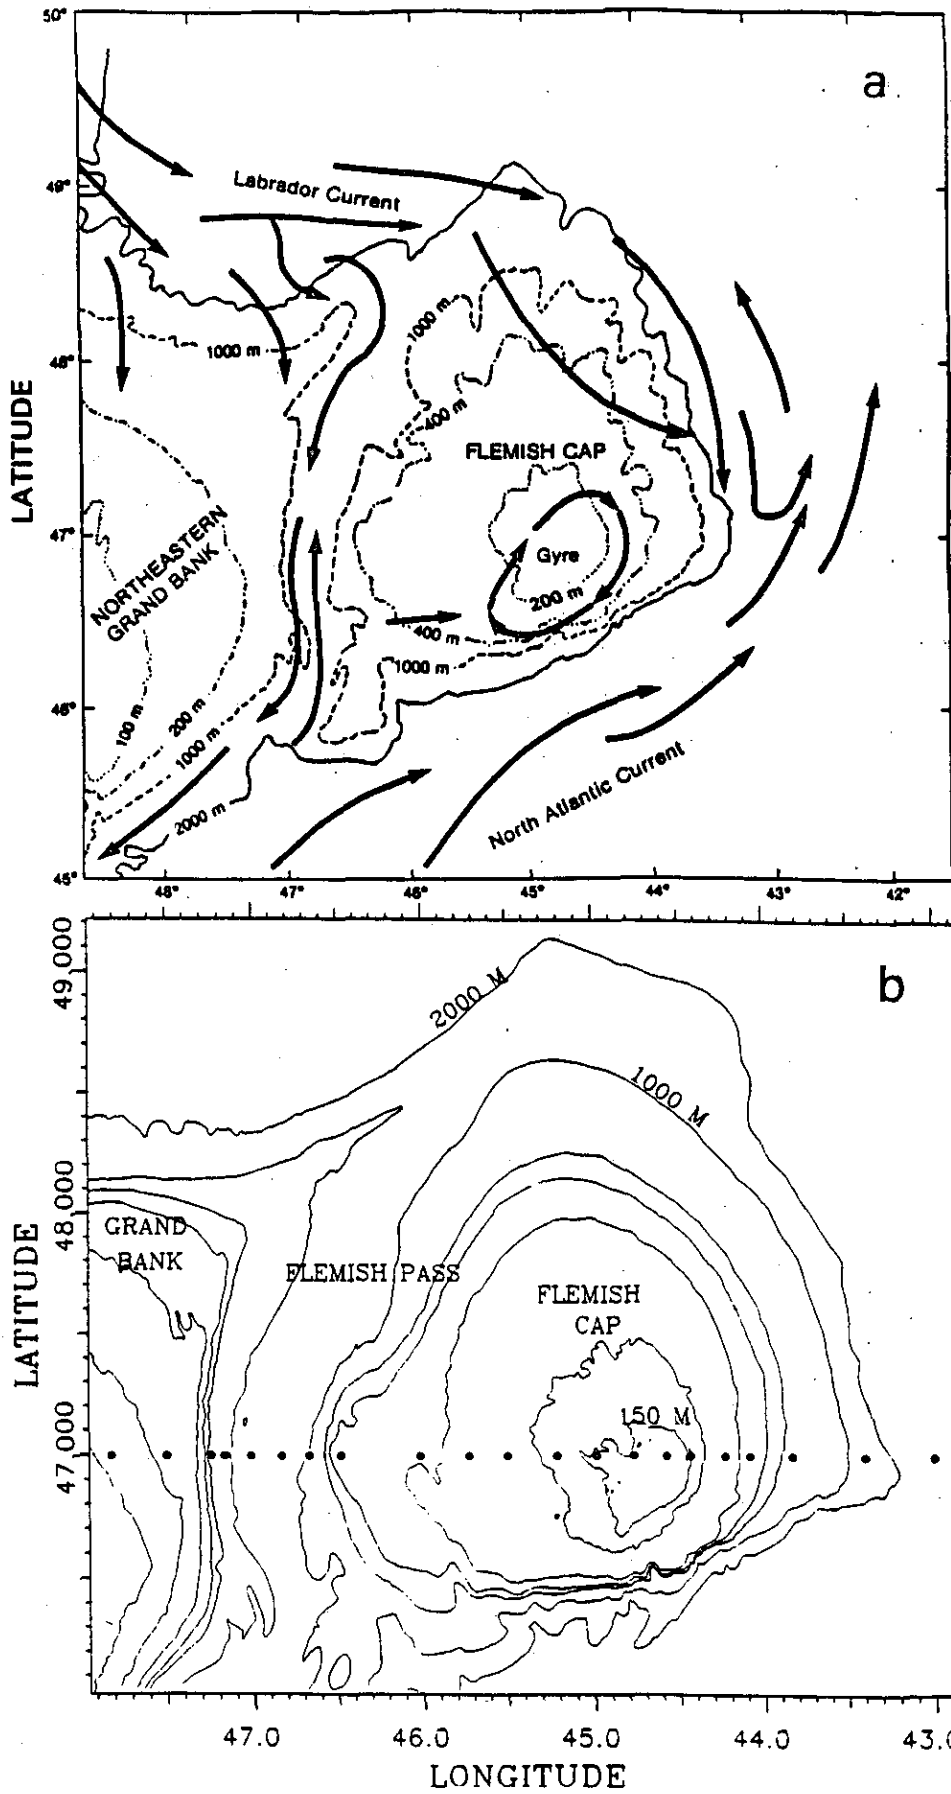 50°
a
Labrador Current
49°
1000 m
1000 m
48°
400 m
FLEMISH CAP
LATITUDE
47°
NORTHEASTERN
GRAND BANK
Gyre
200 m
400 m
1000 m
46°
100 m
200 m
1000 m
2000 m
North Atlantic Current
45°
48°
47°
46°
45°
44°
43°
42°
b
49,000
2000 M
1000 M
48,000
GRAND
BANK
FLEMISH PASS
FLEMISH
CAP
LATITUDE
150 M
47,000
47.0
46.0
45.0
44.0
43.0
LONGITUDE